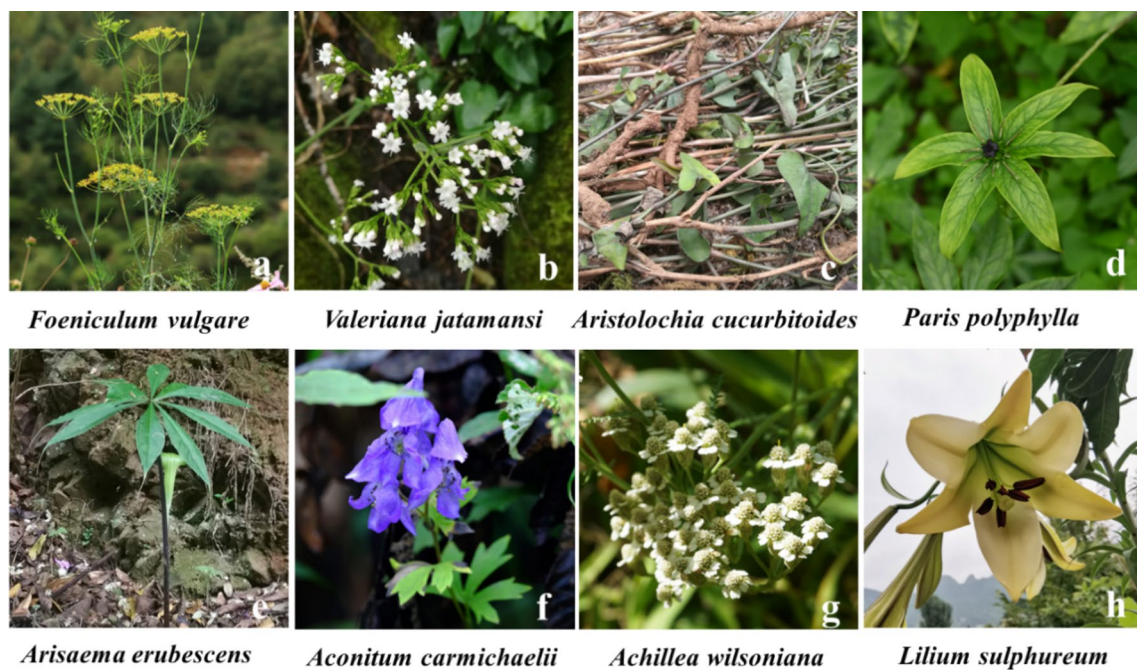 a
b
c
d
Foeniculum vulgare
Valeriana jatamansi
Aristolochia cucurbitoides
Paris polyphylla
e
f
g
h
Arisaema erubescens
Aconitum carmichaelii
Achillea wilsoniana
Lilium sulphureum